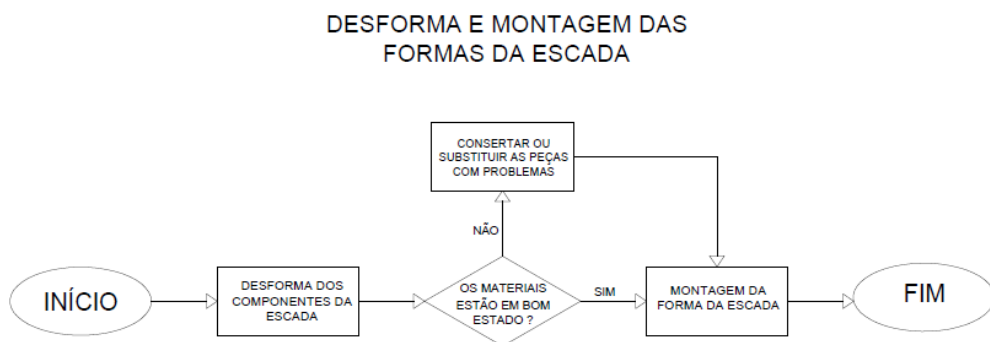 DESFORMA E MONTAGEM DAS
FORMAS DA ESCADA
CONSERTAR OU
SUBSTITUIR AS PEÇAS
COM PROBLEMAS
NÃO
INÍCIO
DESFORMA DOS
COMPONENTES DA
ESCADA
OS MATERIAIS
ESTÃO EM BOM
ESTADO ?
SIM
MONTAGEM DA
FORMA DA ESCADA
FIM